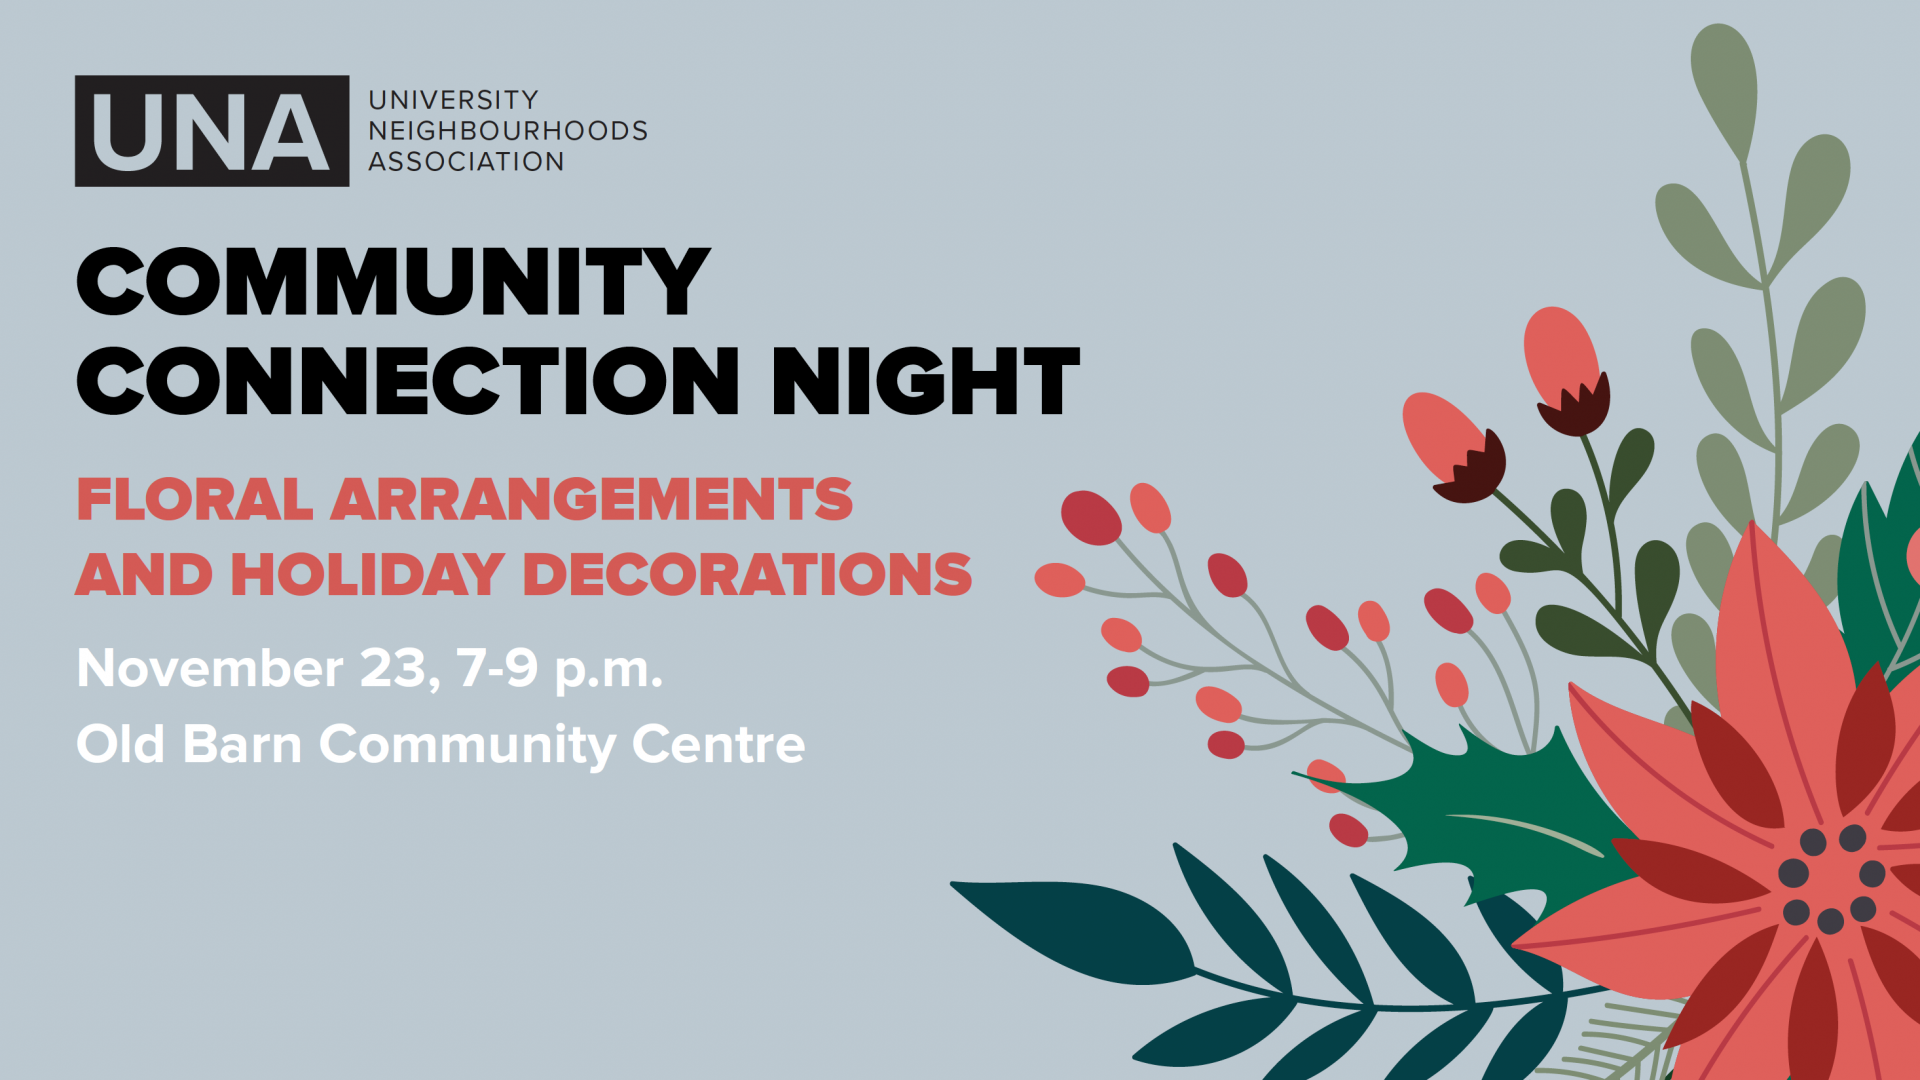 UNA
UNIVERSITY
NEIGHBOURHOODS
ASSOCIATION
COMMUNITY
CONNECTION NIGHT
FLORAL ARRANGEMENTS
AND HOLIDAY DECORATIONS
November 23, 7-9 p.m.
Old Barn Community Centre